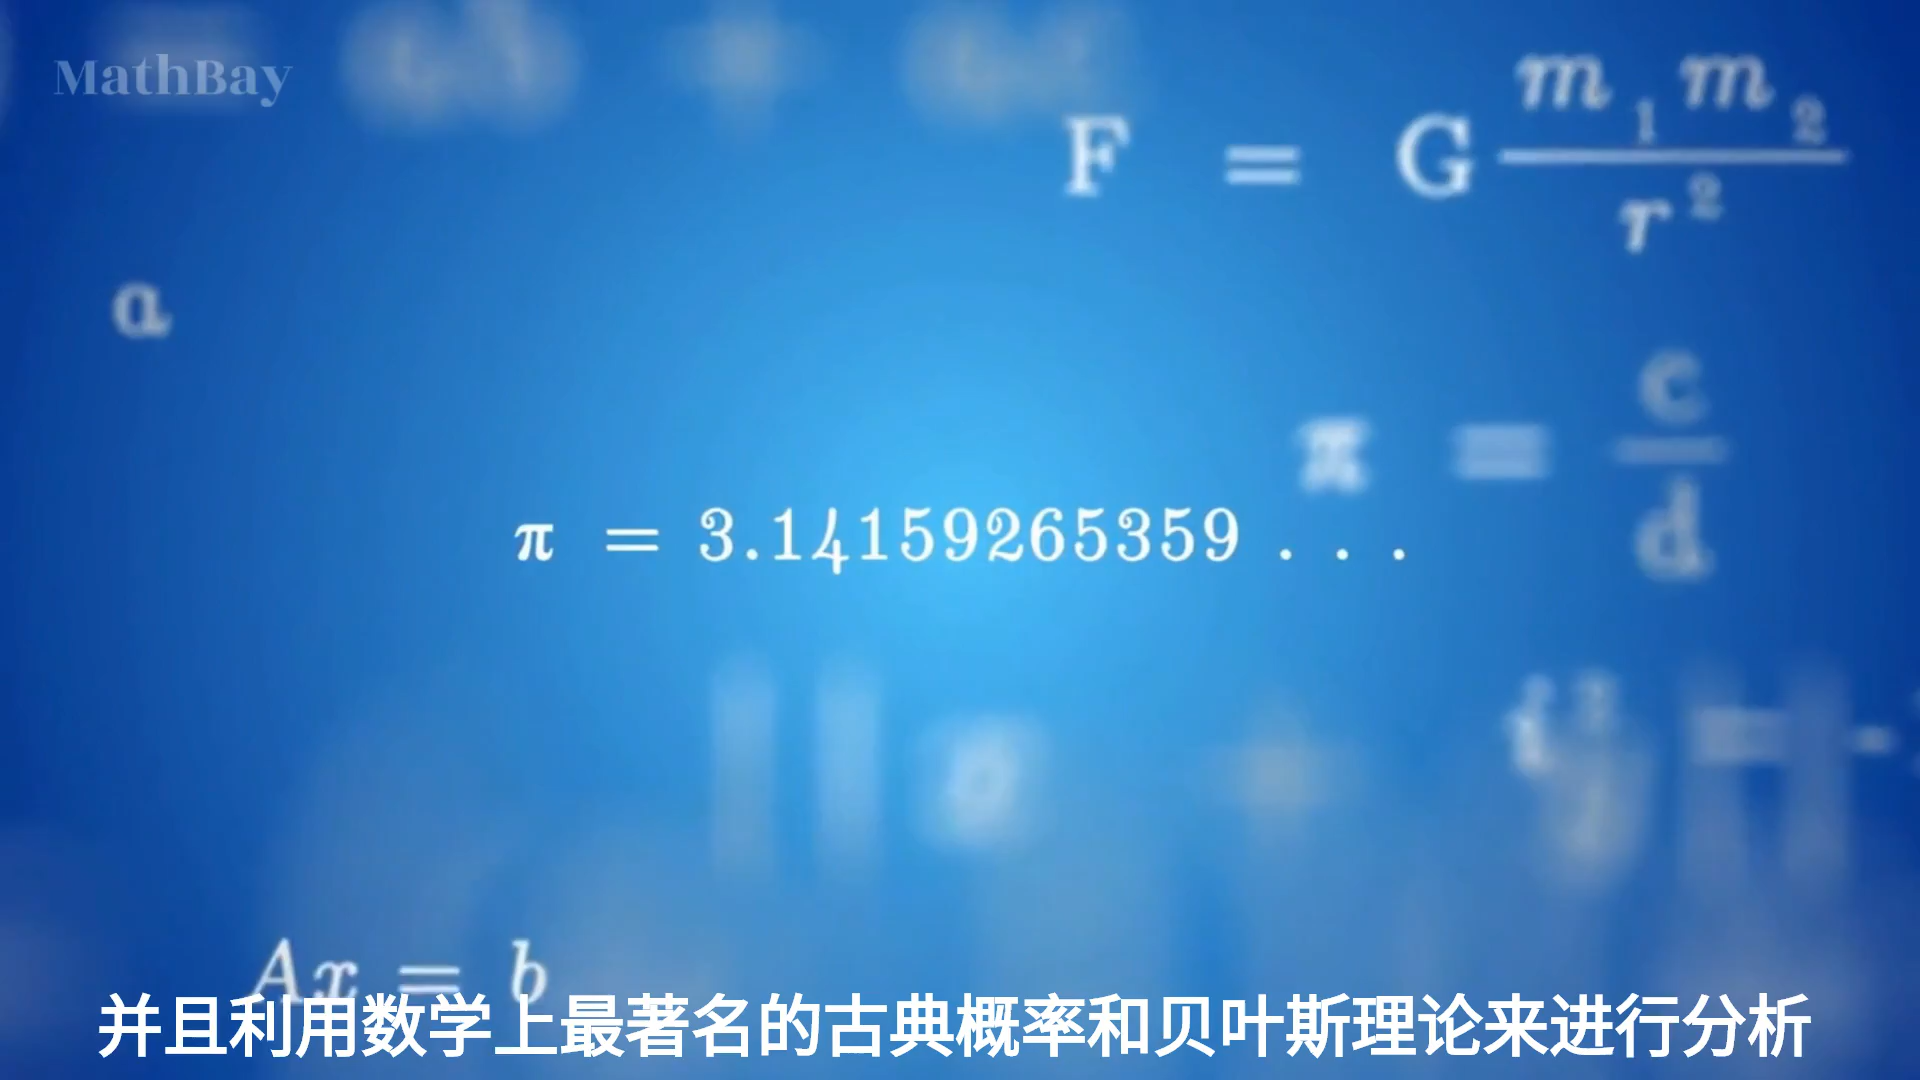 MathBay
F = G m₁ m₂ / r²
a
π = c / d
π = 3.14159265359 . . .
Ax = b
并且利用数学上最著名的古典概率和贝叶斯理论来进行分析